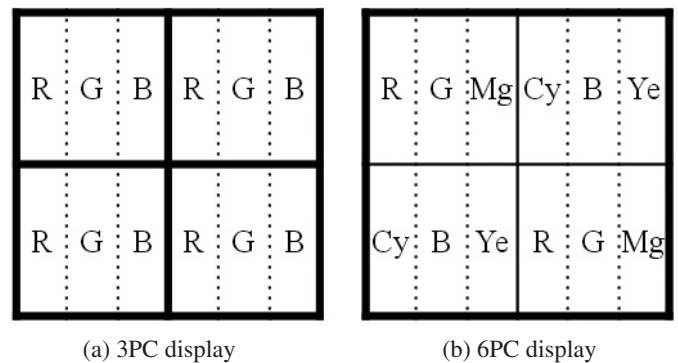 R G B R G B
R G B R G B
(a) 3PC display
R G Mg Cy B Ye
Cy B Ye R G Mg
(b) 6PC display